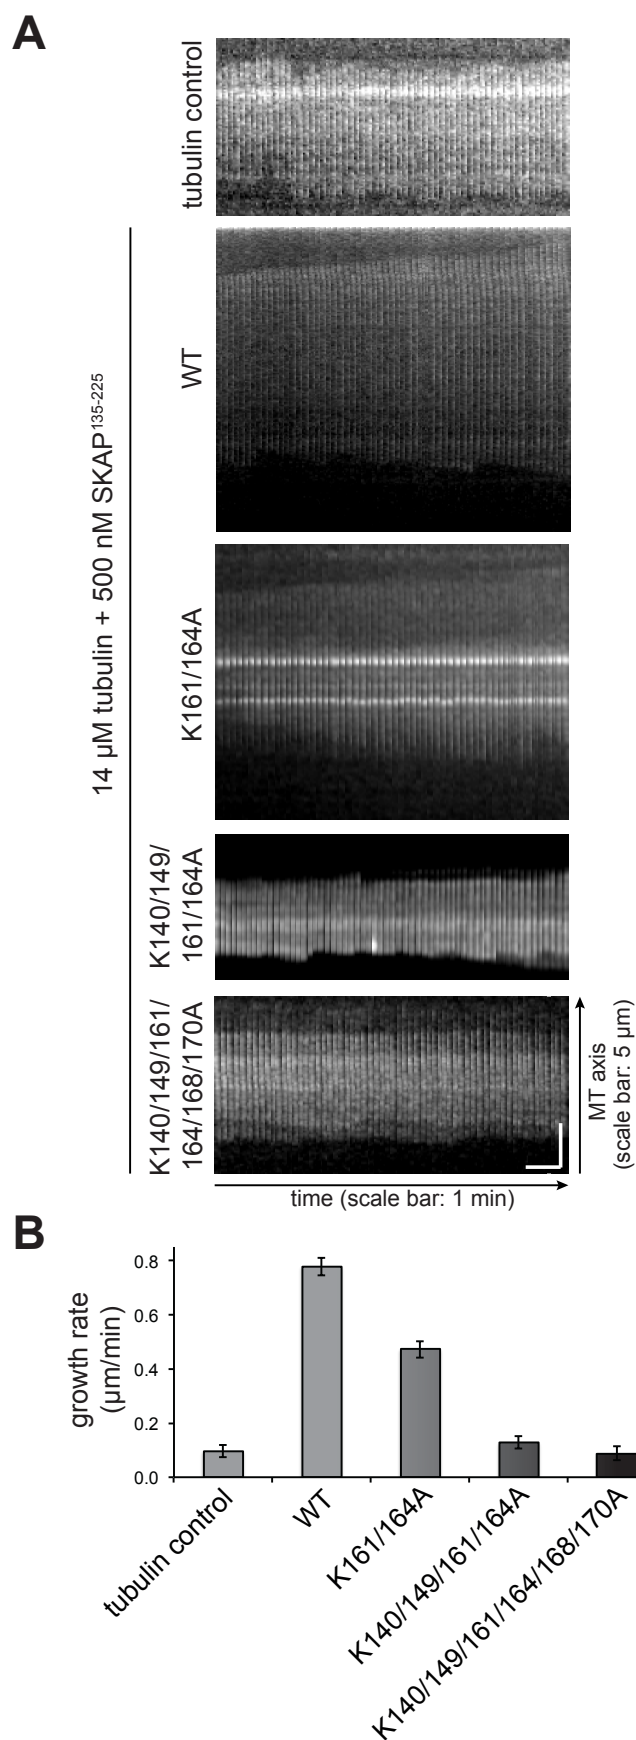 A
tubulin control
14 µM tubulin + 500 nM SKAP135-225
WT
K161/164A
K140/149/
161/164A
K140/149/161/
164/168/170A
MT axis
(scale bar: 5 µm)
time (scale bar: 1 min)
B
growth rate
(µm/min)
0.8
0.6
0.4
0.2
0.0
tubulin control
WT
K161/164A
K140/149/161/164A
K140/149/161/164/168/170A